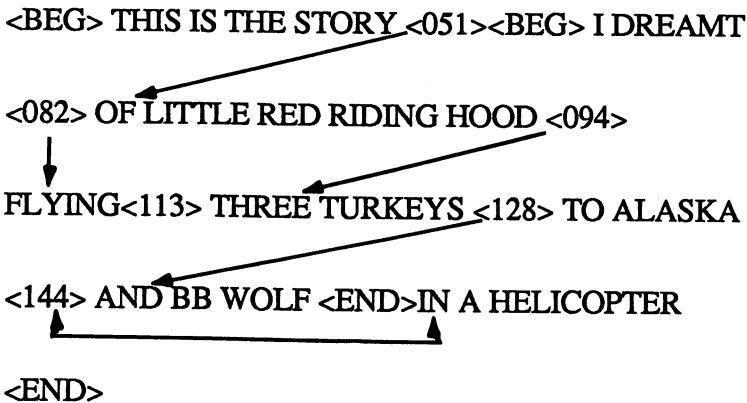 <BEG> THIS IS THE STORY <051><BEG> I DREAMT
<082> OF LITTLE RED RIDING HOOD <094>
FLYING<113> THREE TURKEYS <128> TO ALASKA
<144> AND BB WOLF <END>IN A HELICOPTER
<END>